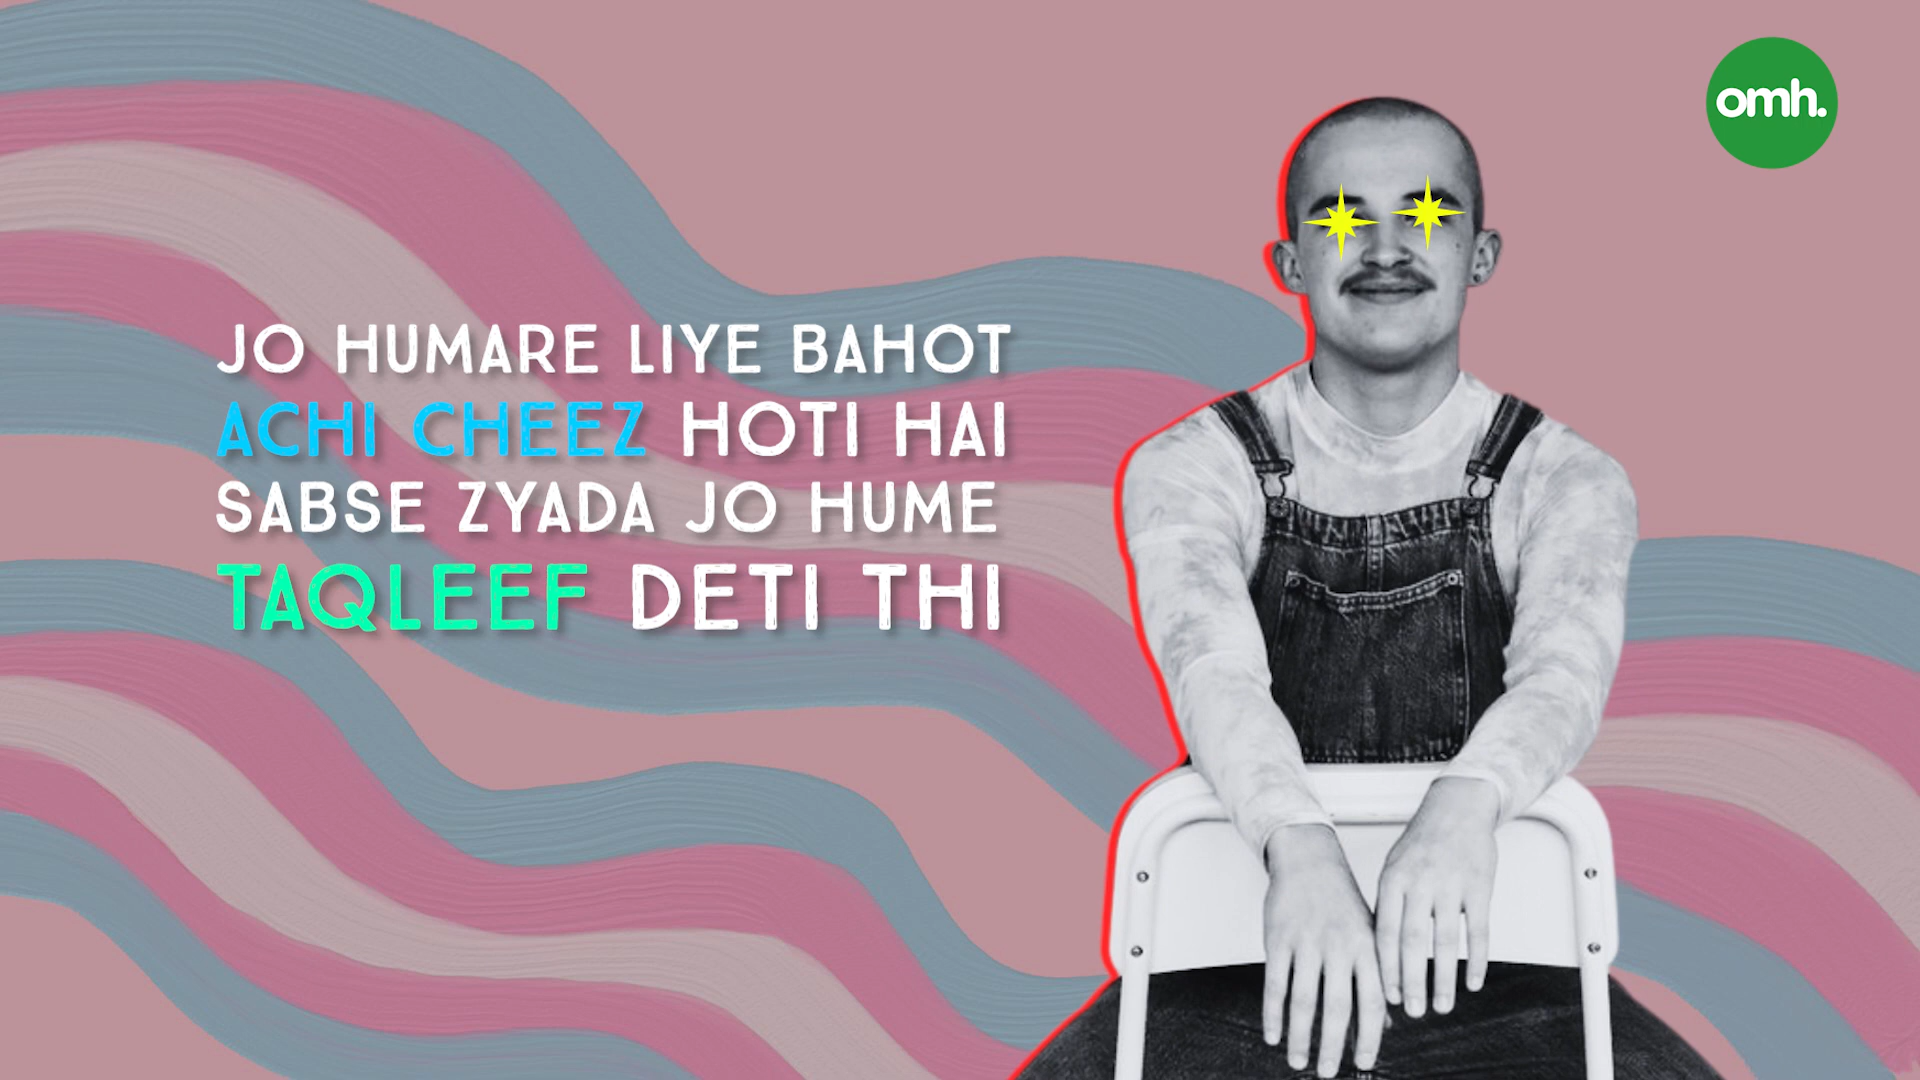 omh.
JO HUMARE LIYE BAHOT
ACHI CHEEZ HOTI HAI
SABSE ZYADA JO HUME
TAQLEEF DETI THI